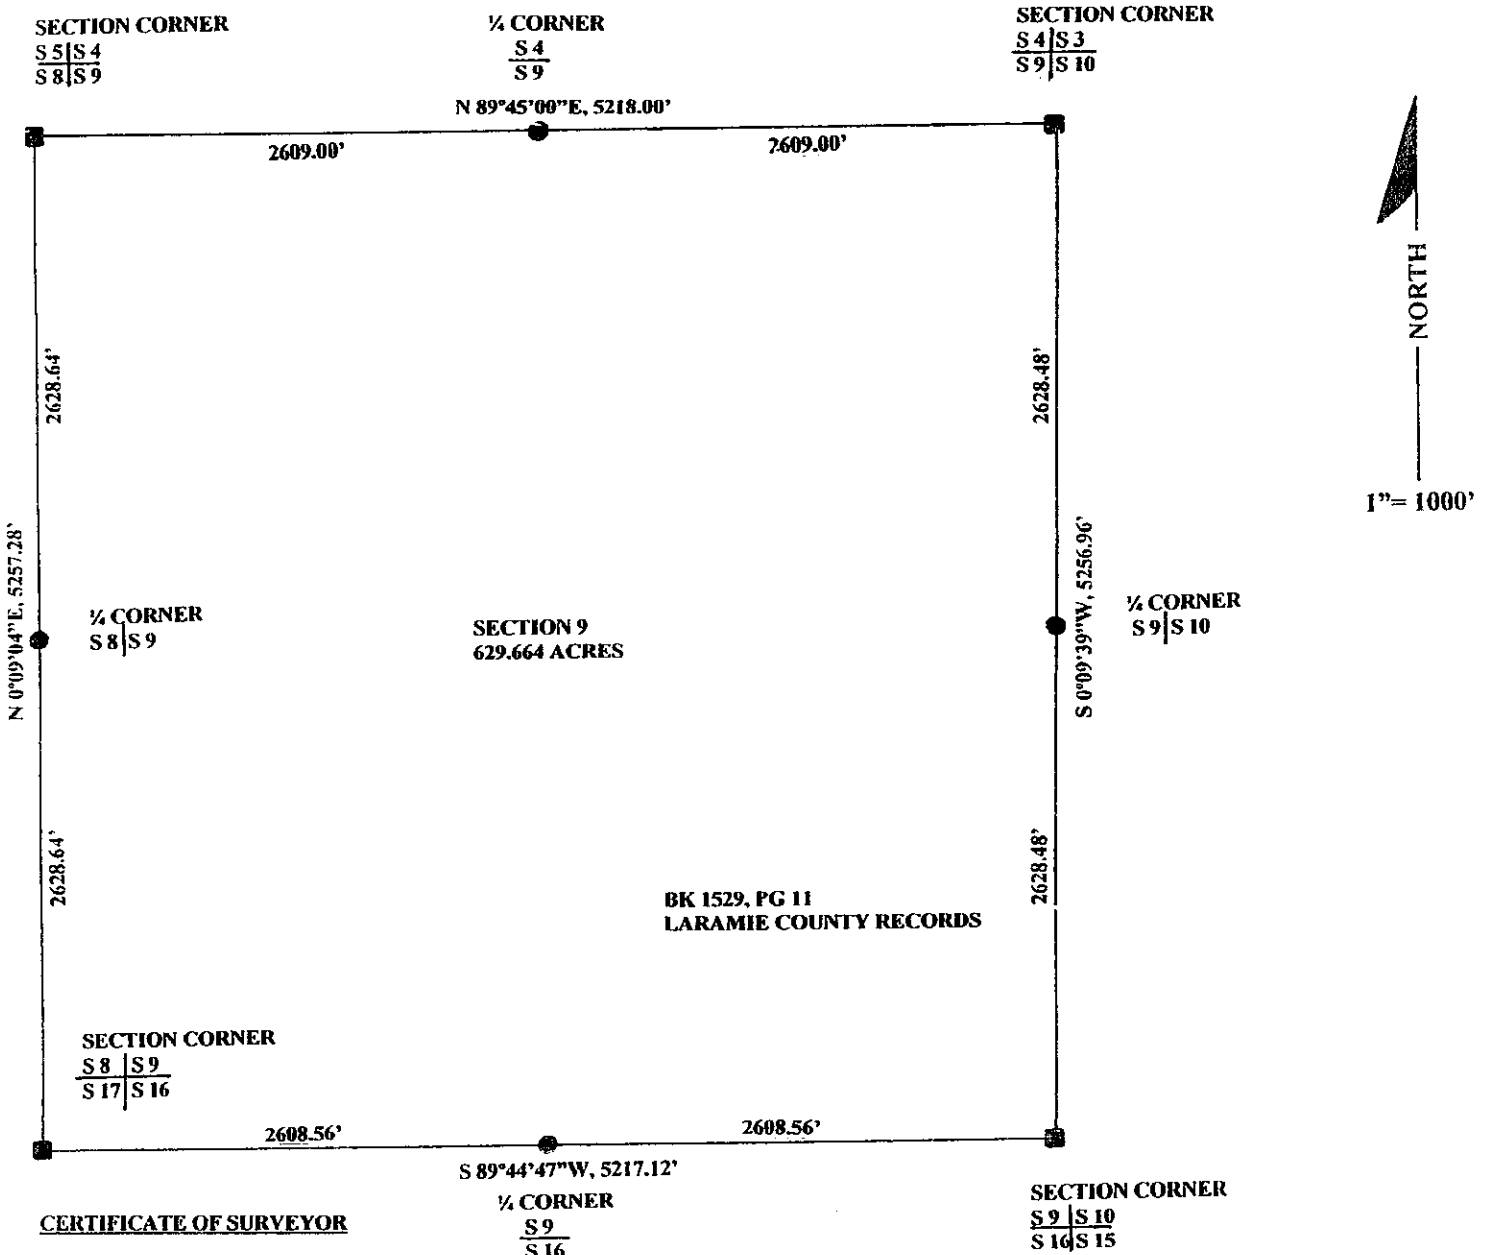 SECTION CORNER
S 5|S 4
S 8|S 9
¼ CORNER
S 4
S 9
SECTION CORNER
S 4|S 3
S 9|S 10
N 89°45'00"E, 5218.00'
2609.00'
2609.00'
2628.64'
2628.48'
NORTH
1"= 1000'
N 0°09'04"E, 5257.28'
¼ CORNER
S 8|S 9
SECTION 9
629.664 ACRES
S 0°09'39"W, 5256.96'
¼ CORNER
S 9|S 10
2628.64'
2628.48'
BK 1529, PG 11
LARAMIE COUNTY RECORDS
SECTION CORNER
S 8|S 9
S 17|S 16
2608.56'
2608.56'
S 89°44'47"W, 5217.12'
¼ CORNER
S 9
S 16
SECTION CORNER
S 9|S 10
S 16|S 15
CERTIFICATE OF SURVEYOR